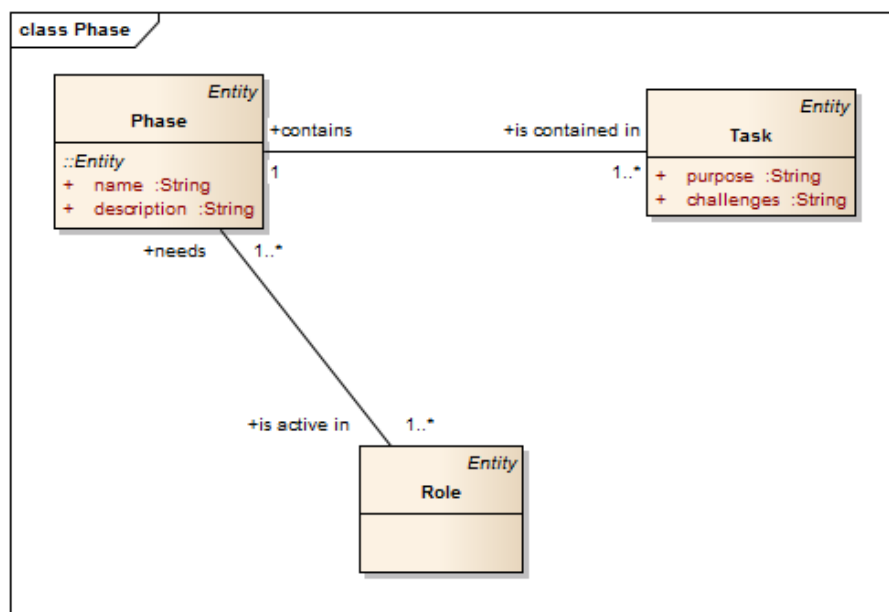 class Phase
Entity
Phase
::Entity
+ name :String
+ description :String
+contains
1
+is contained in
1..*
Entity
Task
+ purpose :String
+ challenges :String
+needs
1..*
+is active in
1..*
Entity
Role